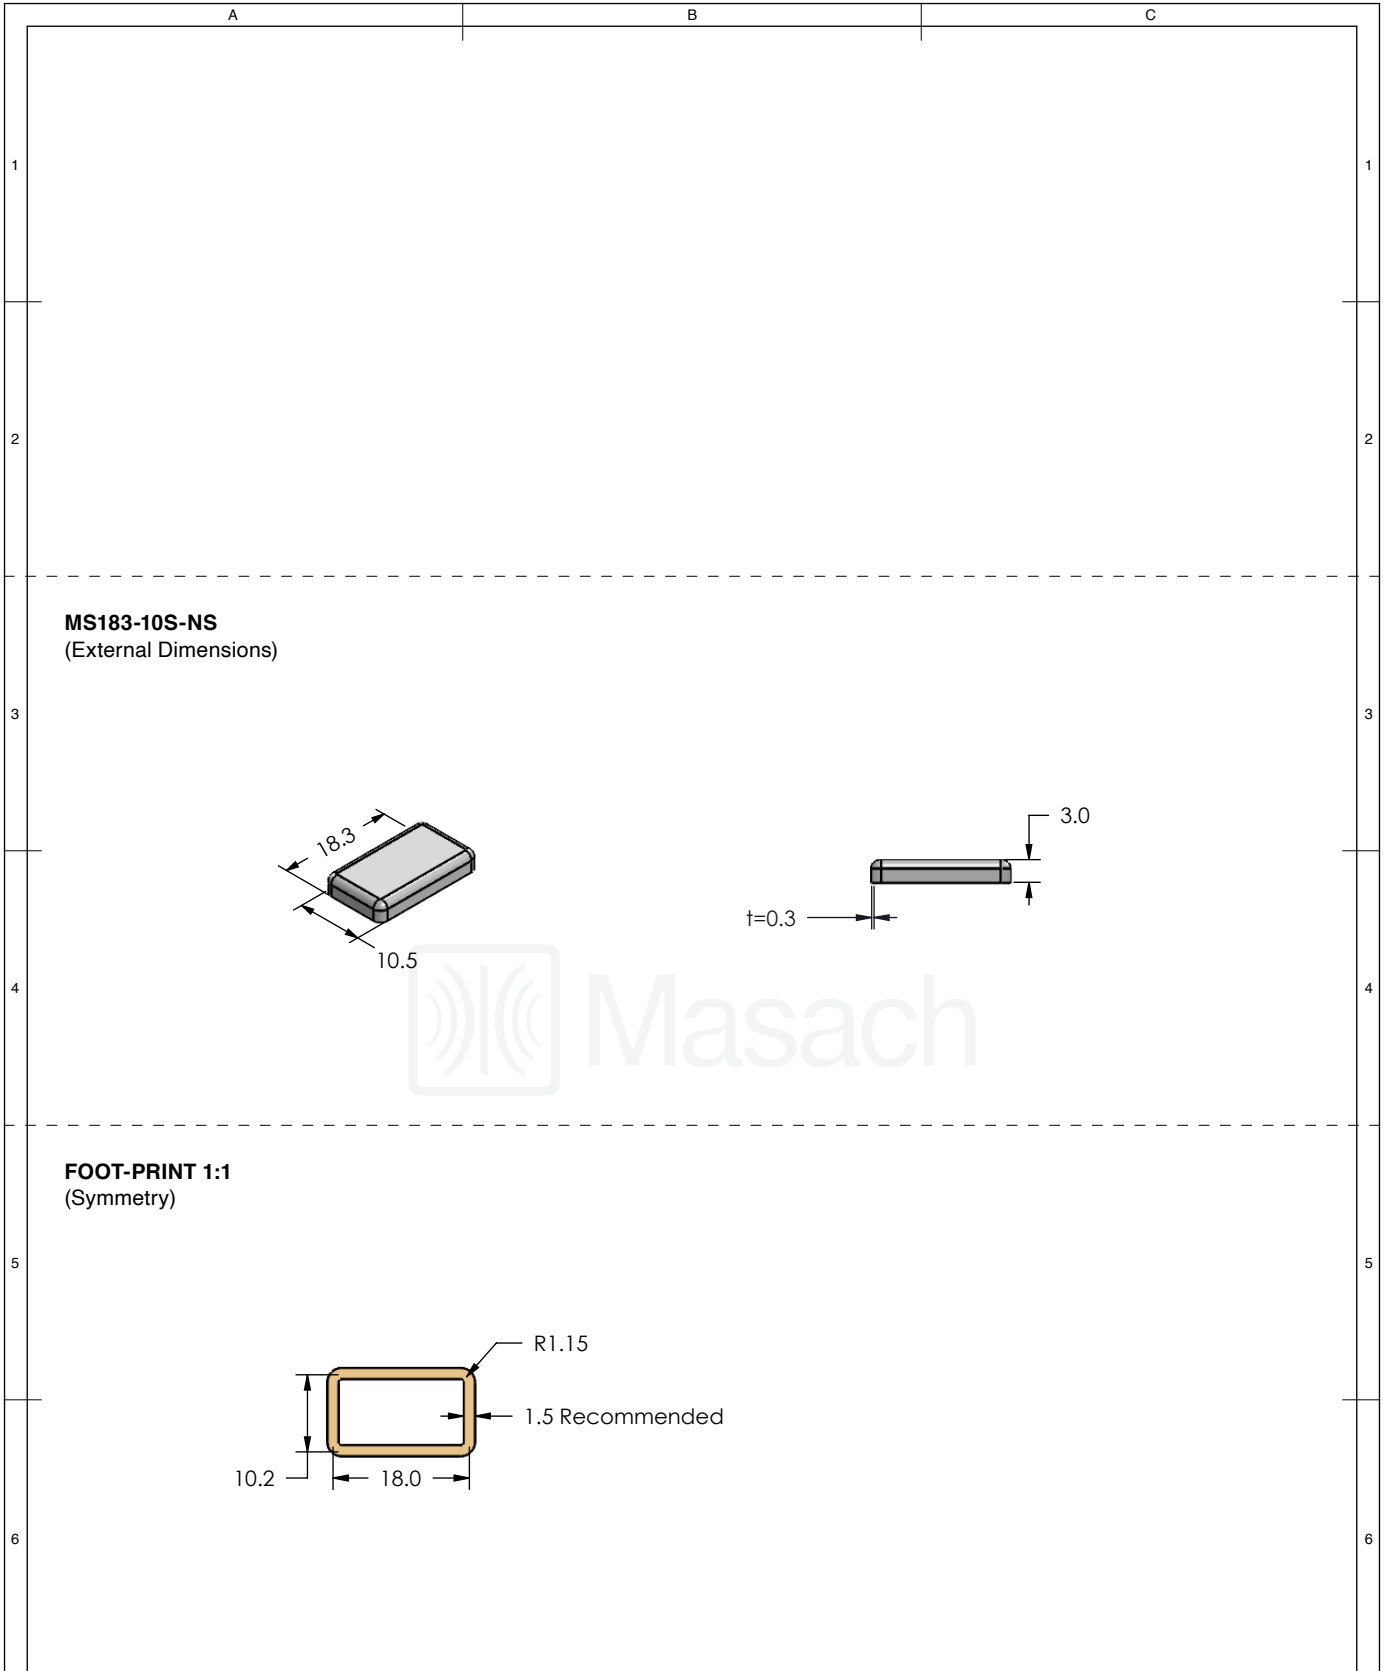 A
B
C
1
1
2
2
MS183-10S-NS
(External Dimensions)
3
3
18.3
3.0
t=0.3
10.5
4
4
Masach
FOOT-PRINT 1:1
(Symmetry)
5
5
R1.15
1.5 Recommended
10.2
18.0
6
6